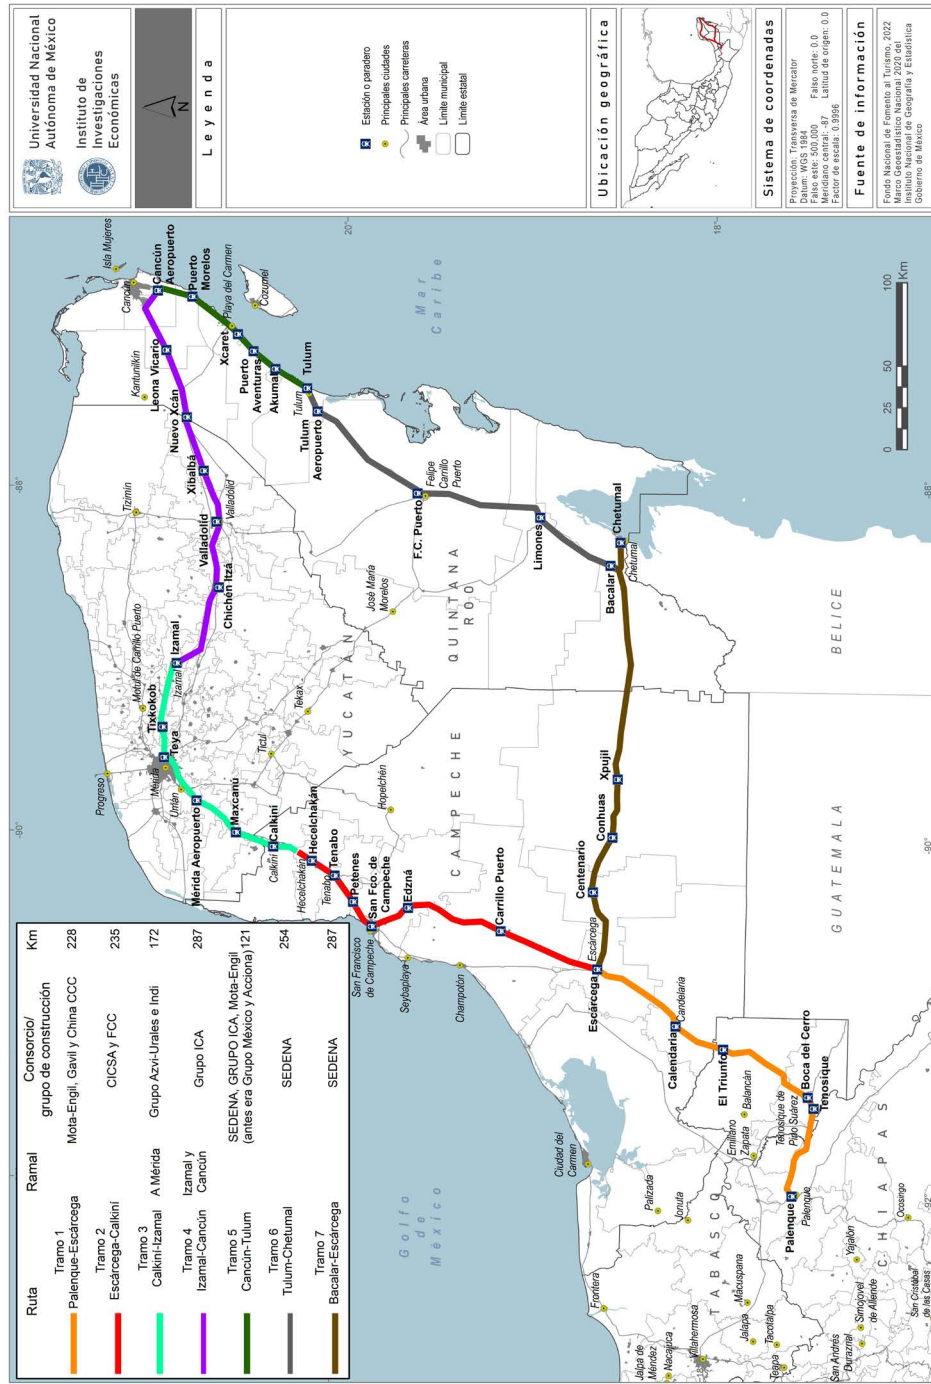 Ruta
Ramal
Consorcio/
grupo de construcción
Km
Tramo 1
Palenque-Escárcega
Mota-Engil, Gavil y China CCC
228
Tramo 2
Escárcega-Calkiní
CICSA y FCC
235
Tramo 3
Calkiní-Izamal
A Mérida
Grupo Azvi-Urales e Indi
172
Tramo 4
Izamal-Cancún
Izamal y
Cancún
Grupo ICA
287
Tramo 5
Cancún-Tulum
SEDENA, GRUPO ICA, Mota-Engil
(antes era Grupo México y Acciona)
121
Tramo 6
Tulum-Chetumal
SEDENA
254
Tramo 7
Bacalar-Escárcega
SEDENA
287
Progreso
Motul de Carrillo Puerto
Tizimín
Kantunilkín
Isla Mujeres
Cancún
Cancún
Aeropuerto
Puerto
Morelos
Leona Vicario
Nuevo Xcán
Xibalbá
Valladolid
Valladolid
Chichén Itzá
Izamal
Izamal
Tixkokob
Teya
Mérida
Umán
Mérida Aeropuerto
Maxcanú
Calkiní
Calkiní
Hecelchakán
Hecelchakán
Tenabo
Tenabo
Petenes
San Fco. de
Campeche
San Francisco
de Campeche
Playa del Carmen
Cozumel
Xcaret
Puerto
Aventuras
Akumal
Tulum
Tulum
Tulum
Aeropuerto
Ticul
Tekax
Hopelchén
José María
Morelos
YUCATÁN
QUINTANA
ROO
CAMPECHE
F.C. Puerto
Felipe
Carrillo
Puerto
Limones
Bacalar
Chetumal
Chetumal
Mar
Caribe
Edzná
Seybaplaya
Champotón
Carrillo Puerto
Escárcega
Escárcega
Centenario
Conhuas
Xpujil
Calendaria
Candelaria
El Triunfo
Boca del Cerro
Tenosique
Tenosique de
Pino Suárez
Balancán
Emiliano
Zapata
Palenque
Palenque
Golfo
de
México
Ciudad del
Carmen
Palizada
Jonuta
Frontera
TABASCO
CHIAPAS
Macuspana
Jalapa
Tacotalpa
Teapa
Villahermosa
Nacajuca
Jalpa de
Méndez
Yajalón
Ocosingo
Simojovel
de Allende
San Andrés
Duraznal
San Cristóbal
de las Casas
GUATEMALA
BELICE
-92°
-90°
-88°
-90°
-88°
20°
18°
18°
0
25
50
100
Km
Universidad Nacional
Autónoma de México
Instituto de
Investigaciones
Económicas
N
Leyenda
Estación o paradero
Principales ciudades
Principales carreteras
Área urbana
Límite municipal
Límite estatal
Ubicación geográfica
Sistema de coordenadas
Proyección: Transversa de Mercator
Datum: WGS 1984
Falso este: 500,000
Falso norte: 0.0
Meridiano central: -87
Latitud de origen: 0.0
Factor de escala: 0.9996
Fuente de información
Fondo Nacional de Fomento al Turismo, 2022
Marco Geoestadístico Nacional 2020 del
Instituto Nacional de Geografía y Estadística
Gobierno de México